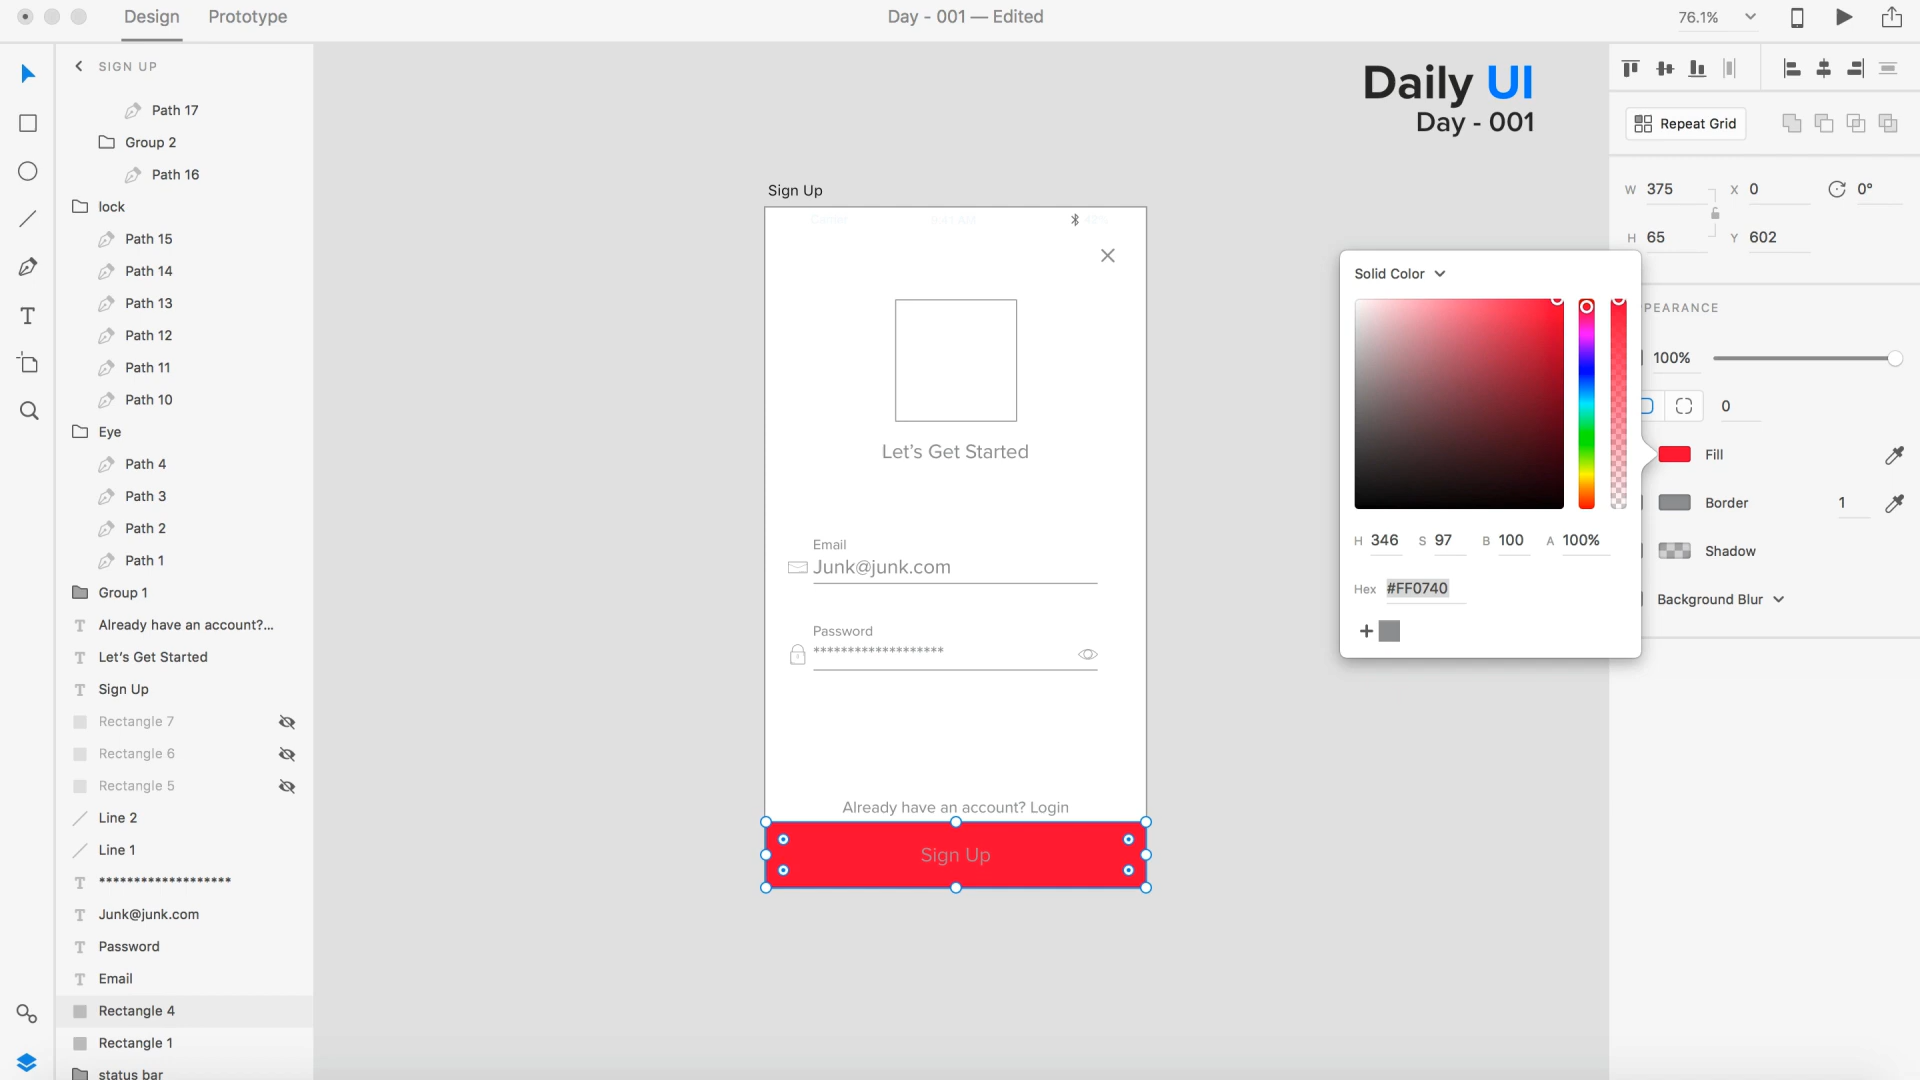 Design
Prototype
Day - 001 — Edited
76.1%
SIGN UP
Path 17
Group 2
Path 16
lock
Path 15
Path 14
Path 13
Path 12
Path 11
Path 10
Eye
Path 4
Path 3
Path 2
Path 1
Group 1
Already have an account?...
Let's Get Started
Sign Up
Rectangle 7
Rectangle 6
Rectangle 5
Line 2
Line 1
*******************
Junk@junk.com
Password
Email
Rectangle 4
Rectangle 1
status bar
Daily UI
Day - 001
Sign Up
Carrier
9:41 AM
Let's Get Started
Email
Junk@junk.com
Password
*******************
Already have an account? Login
Sign Up
Solid Color
H 346 S 97 B 100 A 100%
Hex #FF0740
Repeat Grid
W 375 X 0 0°
H 65 Y 602
PEARANCE
100%
0
Fill
Border 1
Shadow
Background Blur